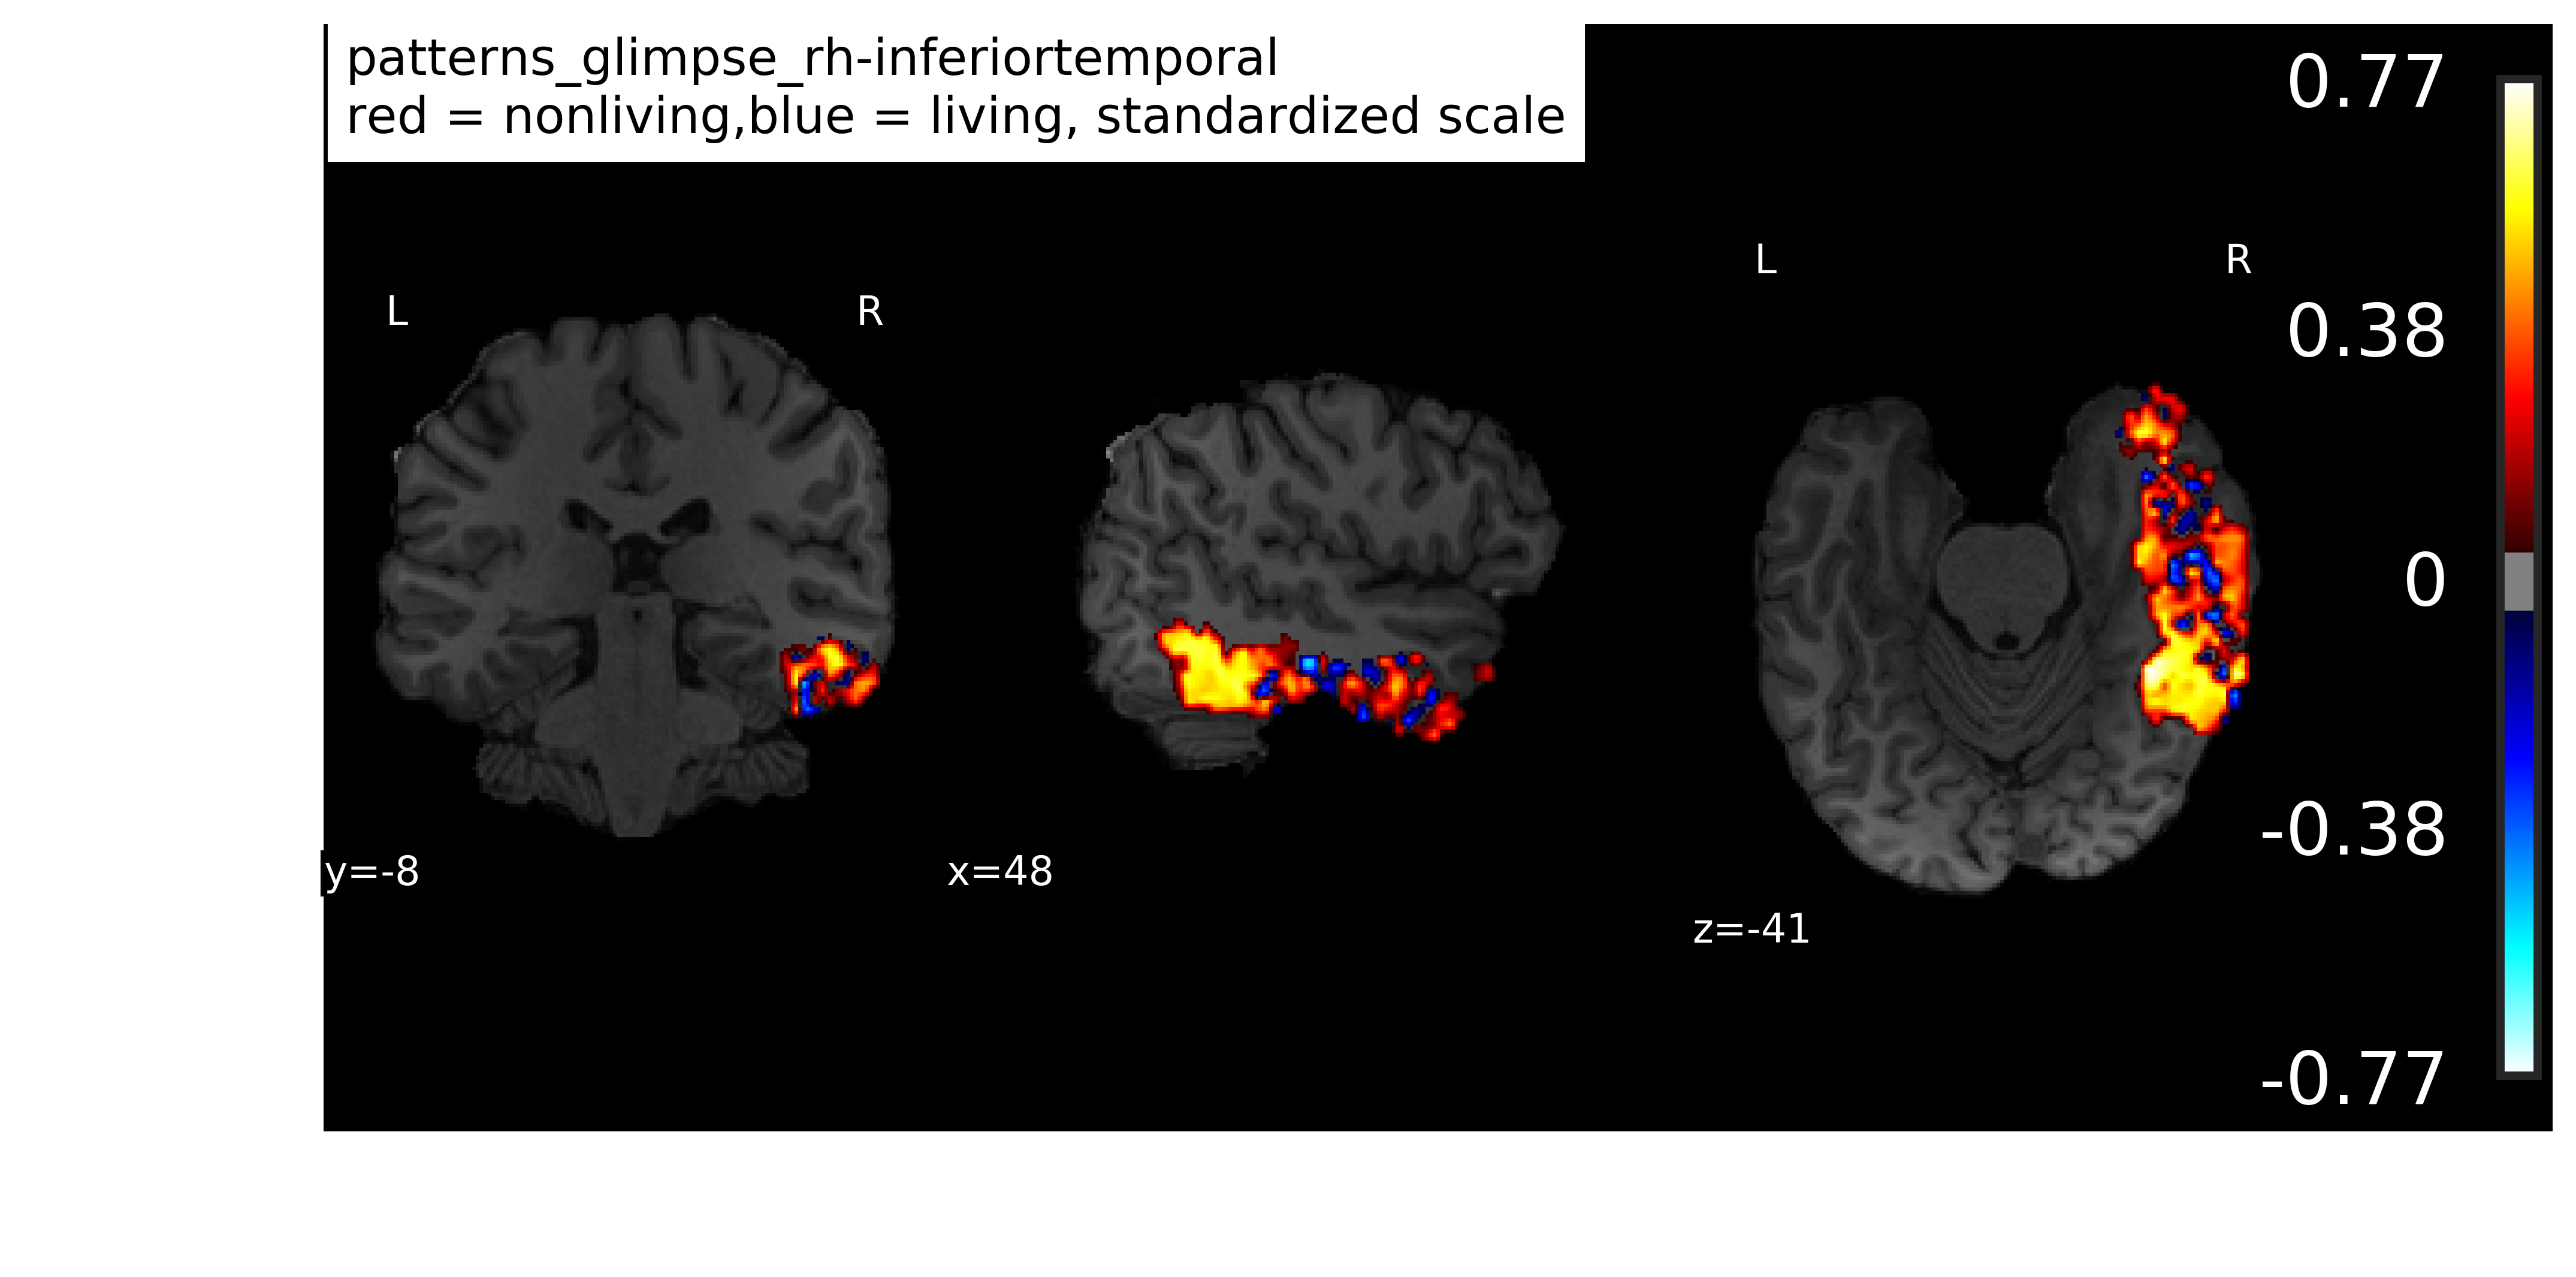 patterns_glimpse_rh-inferiortemporal
red = nonliving,blue = living, standardized scale
L R
y=-8
x=48
L R
z=-41
0.77
0.38
0
-0.38
-0.77